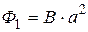 Φ₁ = B · a²